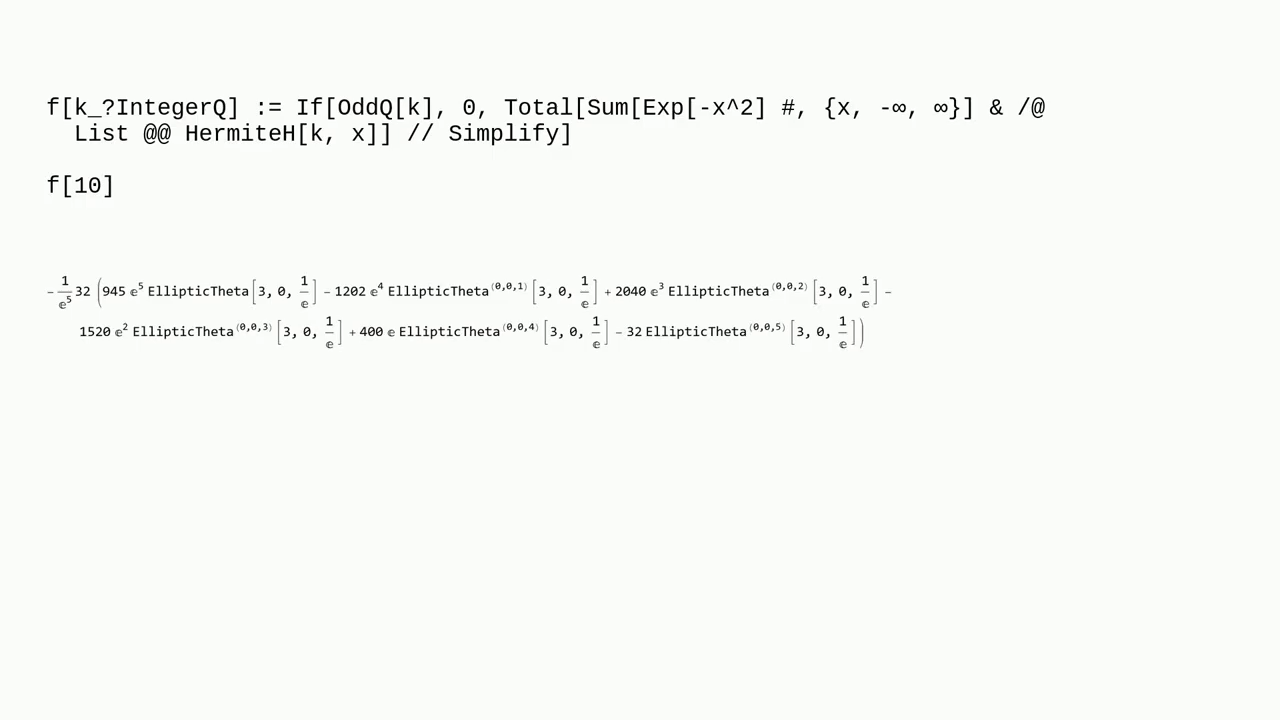 f[k_?IntegerQ] := If[OddQ[k], 0, Total[Sum[Exp[-x^2] #, {x, -∞, ∞}] & /@
List @@ HermiteH[k, x]] // Simplify]
f[10]
-1/ⅇ^5 32 (945 ⅇ^5 EllipticTheta[3, 0, 1/ⅇ] - 1202 ⅇ^4 EllipticTheta^(0,0,1)[3, 0, 1/ⅇ] + 2040 ⅇ^3 EllipticTheta^(0,0,2)[3, 0, 1/ⅇ] -
1520 ⅇ^2 EllipticTheta^(0,0,3)[3, 0, 1/ⅇ] + 400 ⅇ EllipticTheta^(0,0,4)[3, 0, 1/ⅇ] - 32 EllipticTheta^(0,0,5)[3, 0, 1/ⅇ])